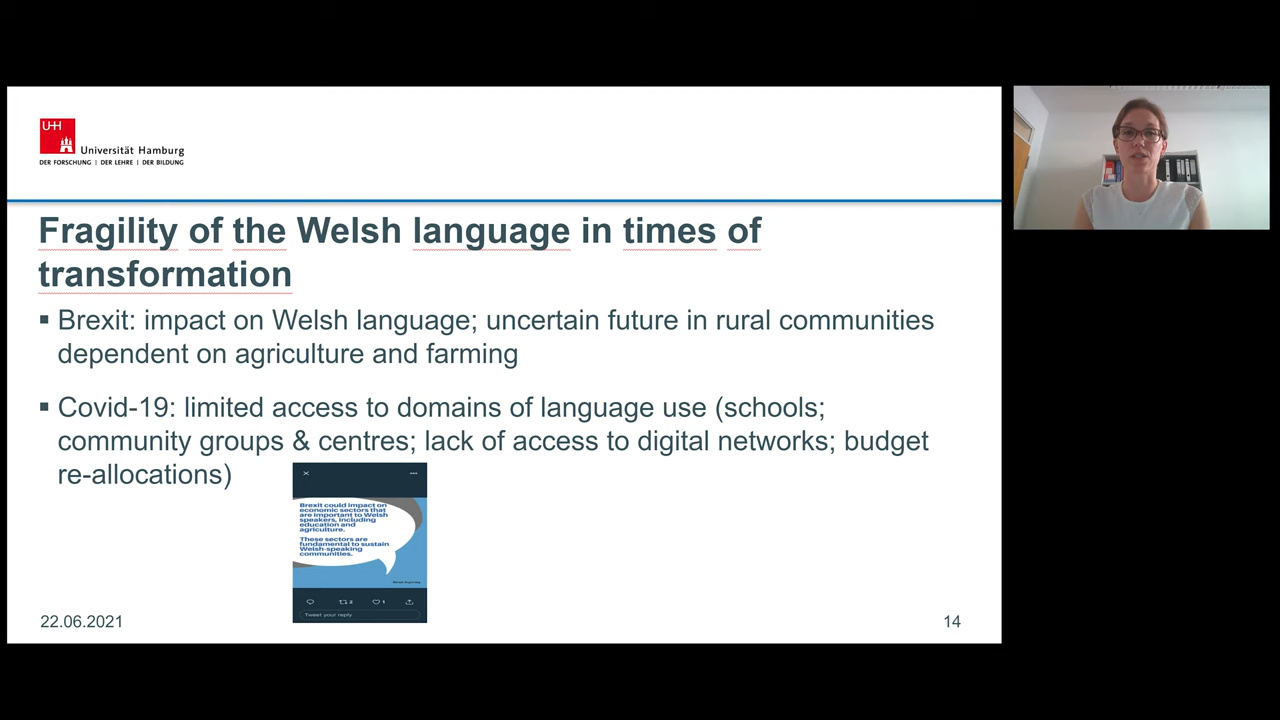 UHH
Universität Hamburg
DER FORSCHUNG | DER LEHRE | DER BILDUNG
Fragility of the Welsh language in times of
transformation
▪ Brexit: impact on Welsh language; uncertain future in rural communities
dependent on agriculture and farming
▪ Covid-19: limited access to domains of language use (schools;
community groups & centres; lack of access to digital networks; budget
re-allocations)
Brexit could impact on
economic sectors that
are important to Welsh
speakers, including
education and
agriculture.
These sectors are
fundamental to sustain
Welsh-speaking
communities.
2
1
Tweet your reply
22.06.2021
14